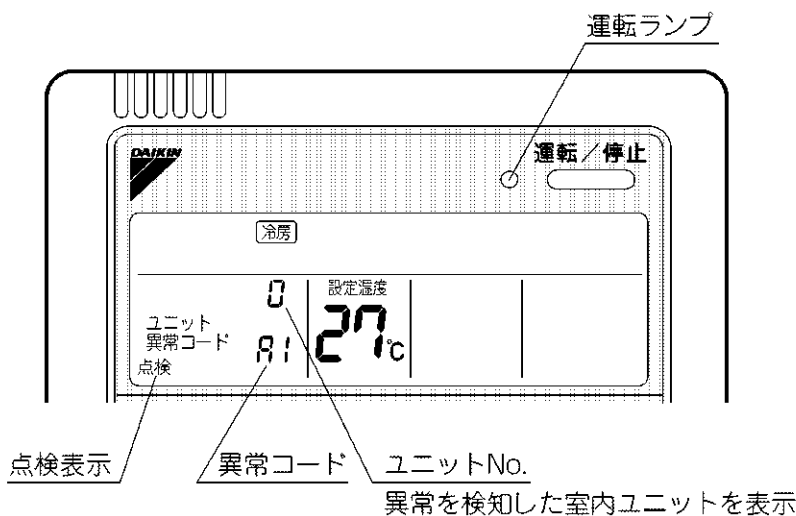 運転ランプ
DAIKIN
運転/停止
冷房
0
設定温度
ユニット
異常コード
A1
27℃
点検
点検表示
異常コード
ユニットNo.
異常を検知した室内ユニットを表示